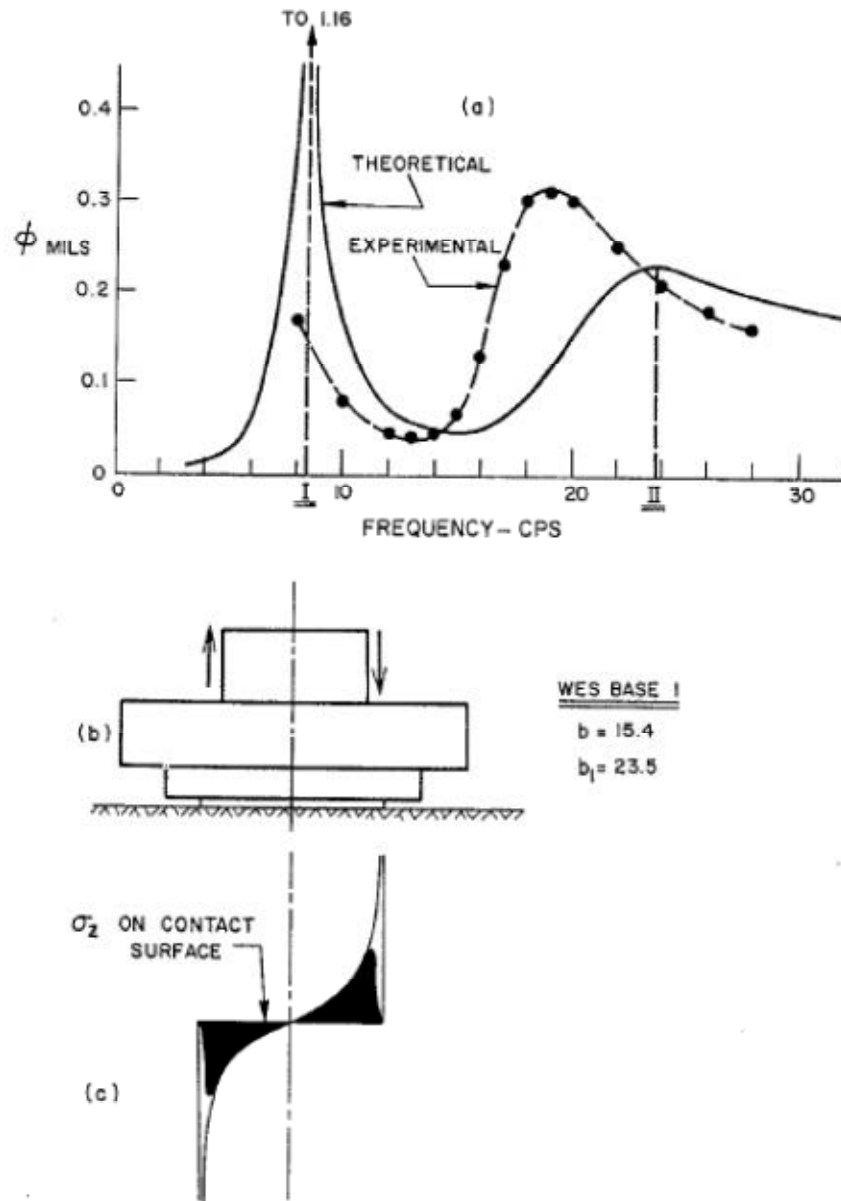 TO 1.16
0.4
(a)
THEORETICAL
0.3
ϕ MILS
EXPERIMENTAL
0.2
0.1
0
0 I 10 20 II 30
FREQUENCY – CPS
(b)
WES BASE 1
b = 15.4
b₁ = 23.5
σz ON CONTACT
SURFACE
(c)